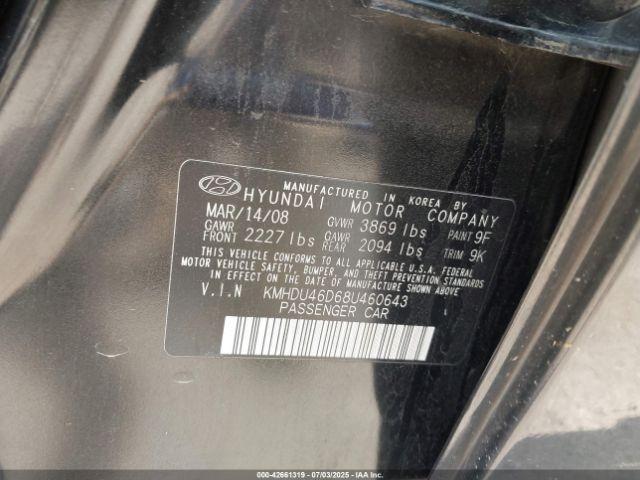 MANUFACTURED IN KOREA BY
HYUNDAI MOTOR COMPANY
MAR/14/08 GVWR 3869 lbs PAINT 9F
GAWR FRONT 2227 lbs GAWR REAR 2094 lbs TRIM 9K
THIS VEHICLE CONFORMS TO ALL APPLICABLE U.S.A. FEDERAL
MOTOR VEHICLE SAFETY, BUMPER, AND THEFT PREVENTION STANDARDS
IN EFFECT ON THE DATE OF MANUFACTURE SHOWN ABOVE.
V.I.N KMHDU46D68U460643
PASSENGER CAR
000-42661319 | 07/03/2025 | IAA, Inc.